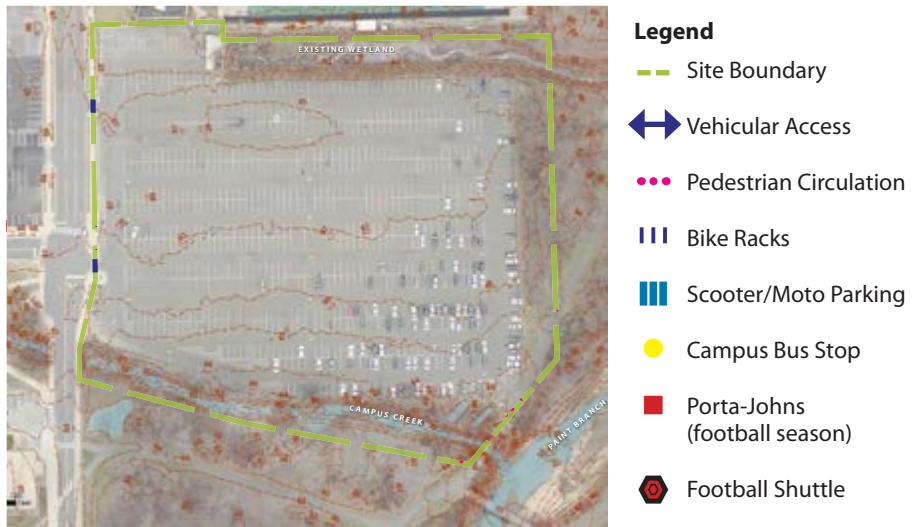 EXISTING WETLAND
CAMPUS CREEK
PAINT BRANCH
Legend
Site Boundary
Vehicular Access
Pedestrian Circulation
Bike Racks
Scooter/Moto Parking
Campus Bus Stop
Porta-Johns
(football season)
Football Shuttle